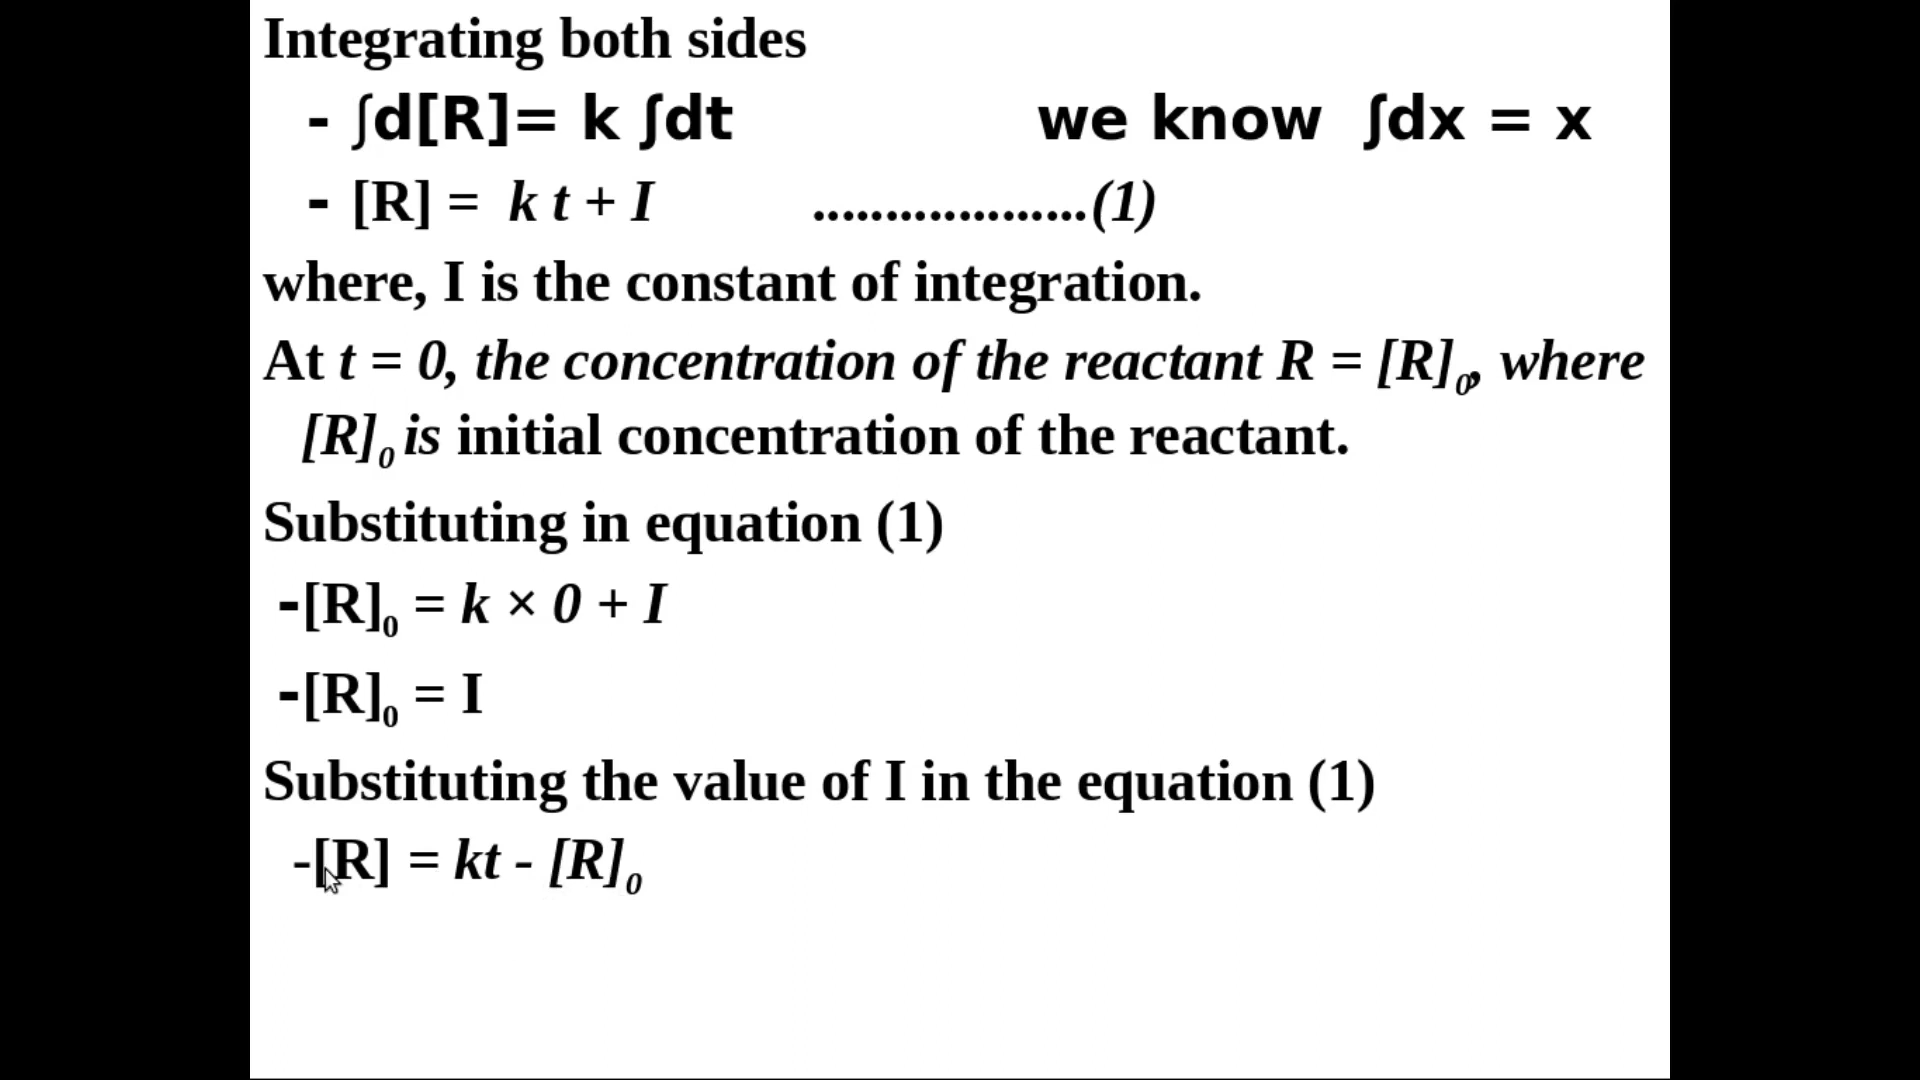 Integrating both sides
- ∫d[R]= k ∫dt we know ∫dx = x
- [R] = k t + I ...................(1)
where, I is the constant of integration.
At t = 0, the concentration of the reactant R = [R]₀, where
[R]₀ is initial concentration of the reactant.
Substituting in equation (1)
-[R]₀ = k × 0 + I
-[R]₀ = I
Substituting the value of I in the equation (1)
-[R] = kt - [R]₀